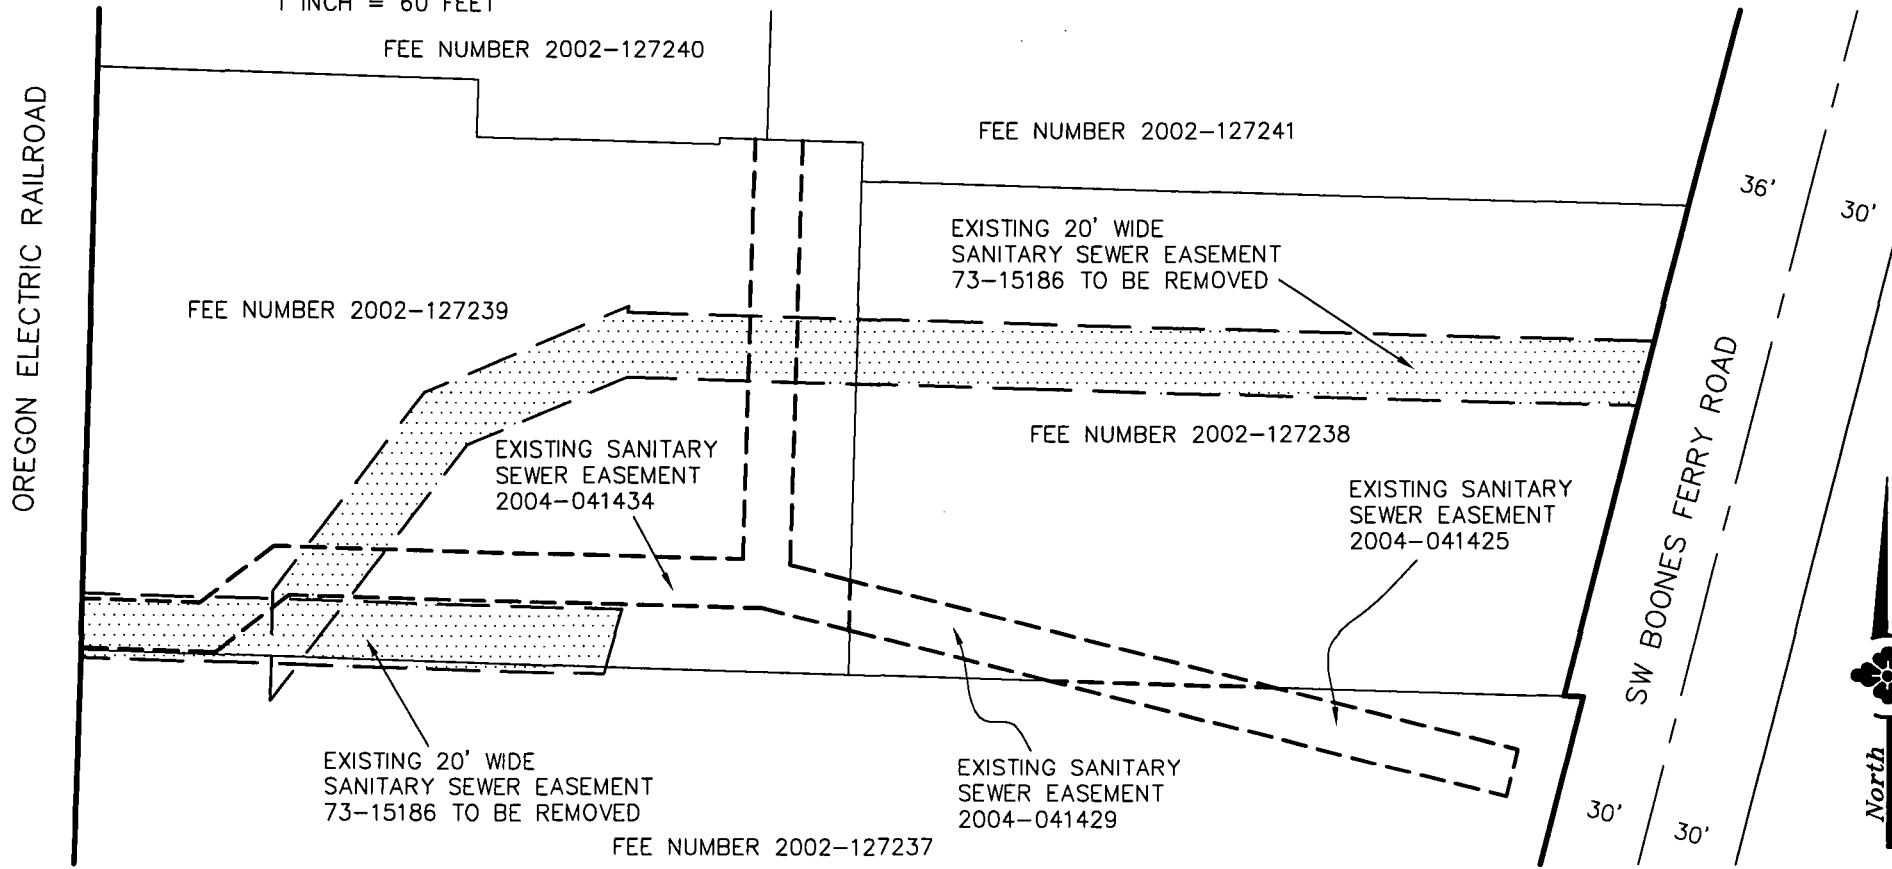 1 INCH = 60 FEET
FEE NUMBER 2002-127240
FEE NUMBER 2002-127241
OREGON ELECTRIC RAILROAD
36'
30'
EXISTING 20' WIDE
SANITARY SEWER EASEMENT
73-15186 TO BE REMOVED
FEE NUMBER 2002-127239
FEE NUMBER 2002-127238
EXISTING SANITARY
SEWER EASEMENT
2004-041434
EXISTING SANITARY
SEWER EASEMENT
2004-041425
SW BOONES FERRY ROAD
EXISTING 20' WIDE
SANITARY SEWER EASEMENT
73-15186 TO BE REMOVED
EXISTING SANITARY
SEWER EASEMENT
2004-041429
30'
30'
North
FEE NUMBER 2002-127237